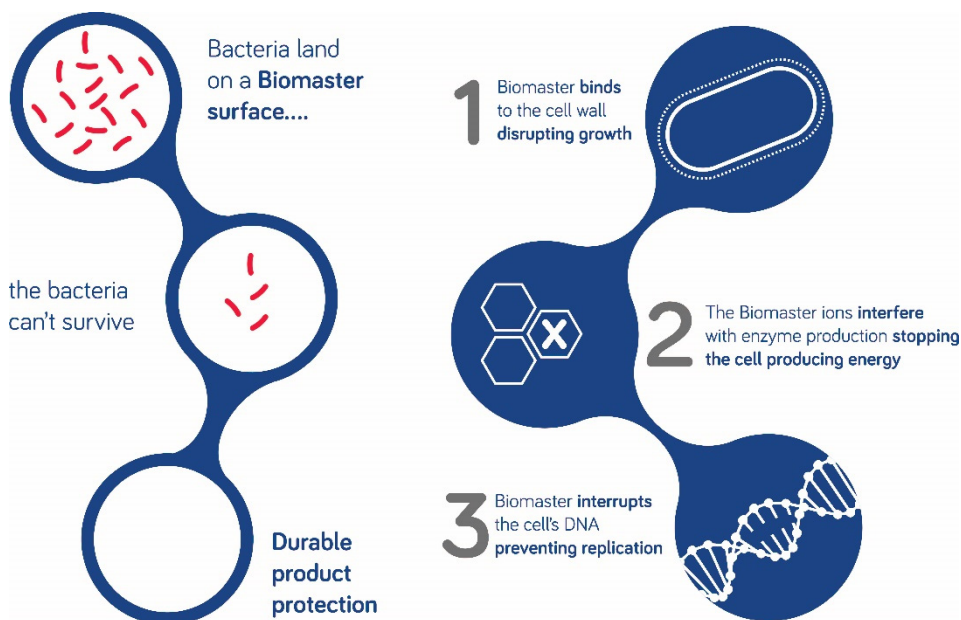 Bacteria land
on a Biomaster
surface....
the bacteria
can't survive
Durable
product
protection
1
Biomaster binds
to the cell wall
disrupting growth
X
2
The Biomaster ions interfere
with enzyme production stopping
the cell producing energy
3
Biomaster interrupts
the cell's DNA
preventing replication